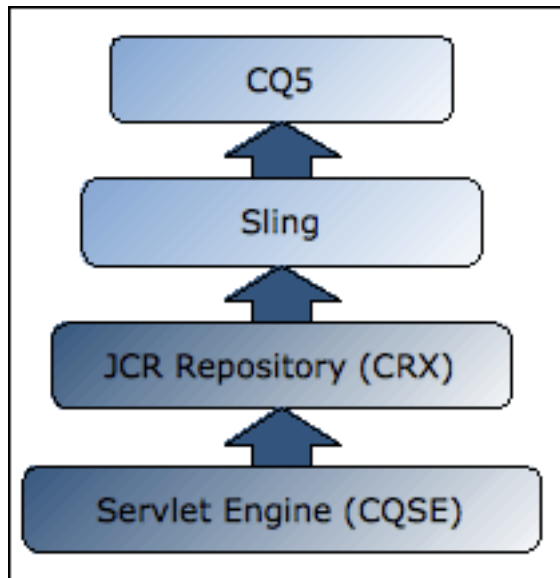 CQ5
Sling
JCR Repository (CRX)
Servlet Engine (CQSE)